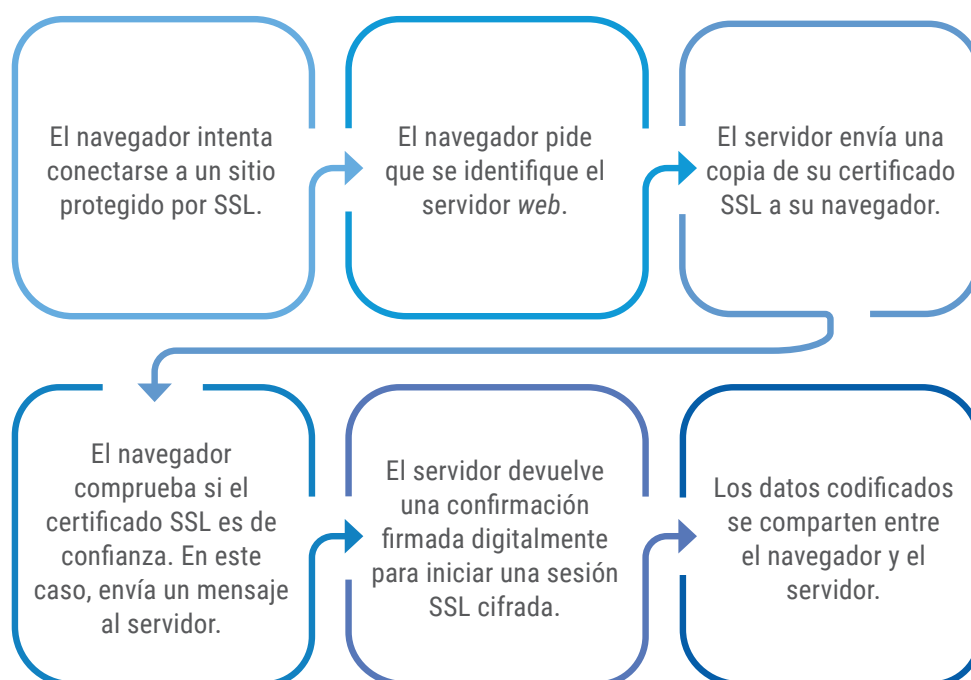 El navegador intenta
conectarse a un sitio
protegido por SSL.
El navegador pide
que se identifique el
servidor web.
El servidor envía una
copia de su certificado
SSL a su navegador.
El navegador
comprueba si el
certificado SSL es de
confianza. En este
caso, envía un mensaje
al servidor.
El servidor devuelve
una confirmación
firmada digitalmente
para iniciar una sesión
SSL cifrada.
Los datos codificados
se comparten entre
el navegador y el
servidor.